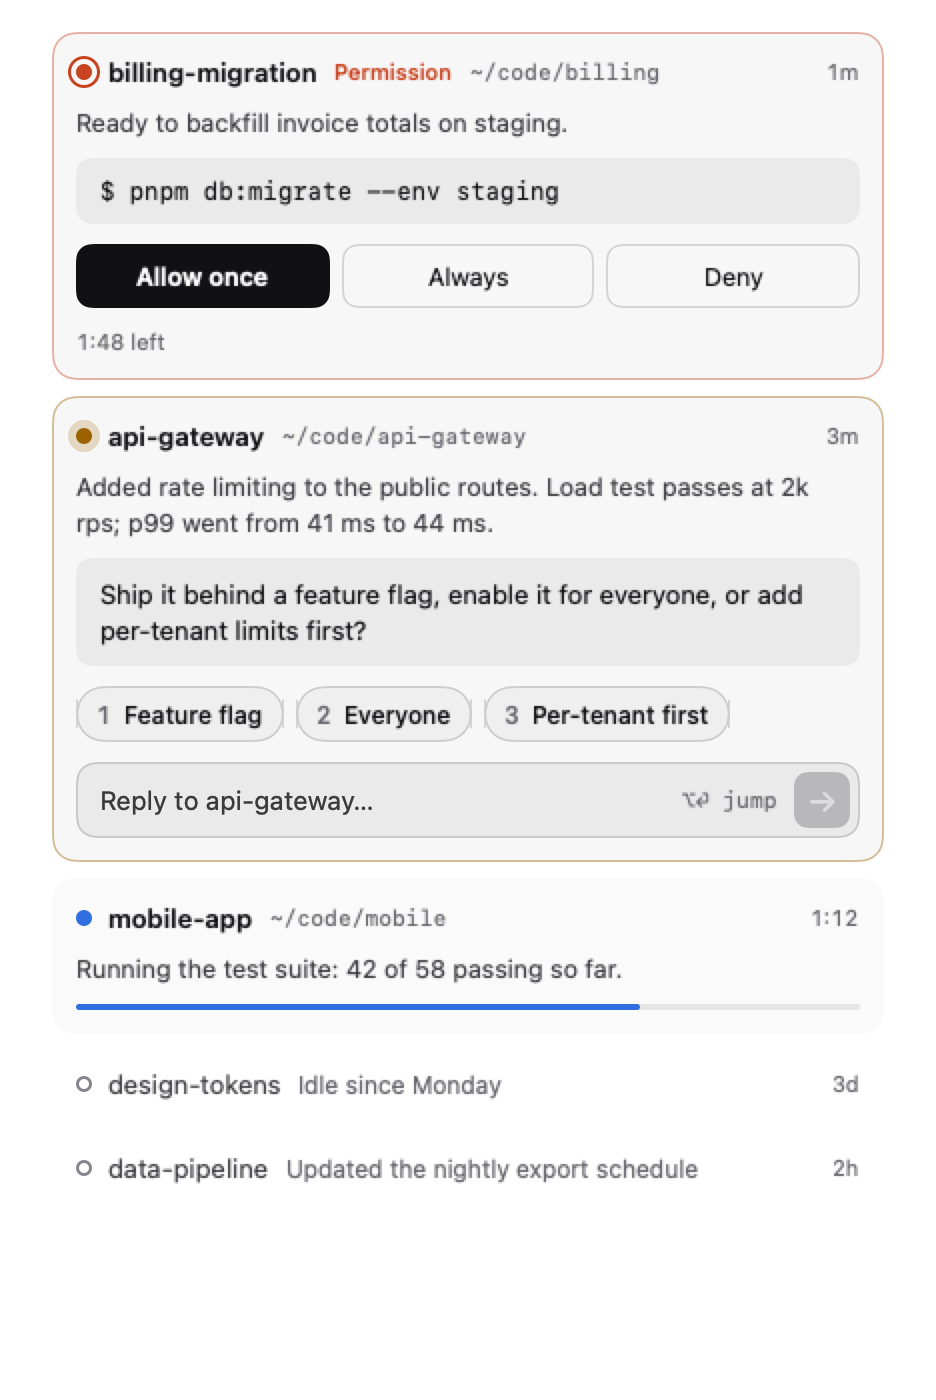 billing-migration Permission ~/code/billing 1m
Ready to backfill invoice totals on staging.
$ pnpm db:migrate --env staging
Allow once Always Deny
1:48 left
api-gateway ~/code/api-gateway 3m
Added rate limiting to the public routes. Load test passes at 2k
rps; p99 went from 41 ms to 44 ms.
Ship it behind a feature flag, enable it for everyone, or add
per-tenant limits first?
1 Feature flag 2 Everyone 3 Per-tenant first
Reply to api-gateway... ⌥⏎ jump
mobile-app ~/code/mobile 1:12
Running the test suite: 42 of 58 passing so far.
design-tokens Idle since Monday 3d
data-pipeline Updated the nightly export schedule 2h